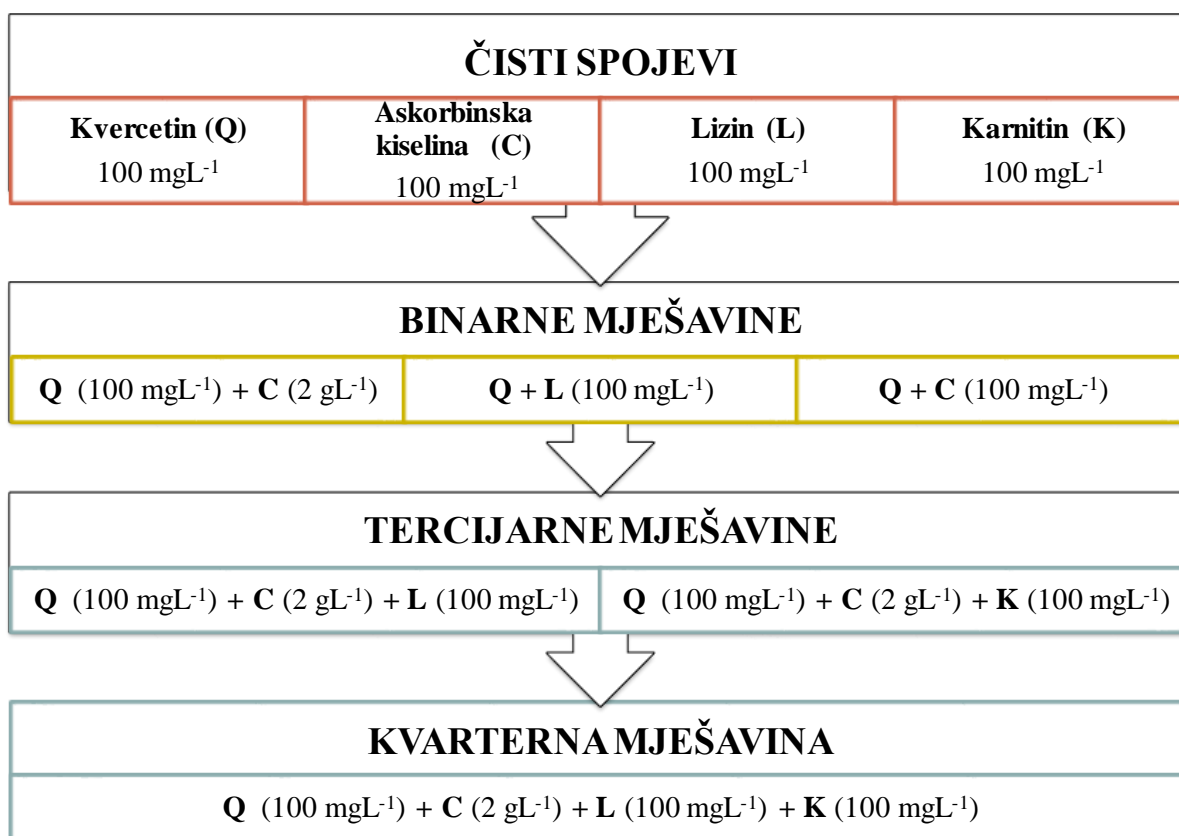 ČISTI SPOJEVI
Kvercetin (Q)
100 mgL-1
Askorbinska
kiselina (C)
100 mgL-1
Lizin (L)
100 mgL-1
Karnitin (K)
100 mgL-1
BINARNE MJEŠAVINE
Q (100 mgL-1) + C (2 gL-1)
Q + L (100 mgL-1)
Q + C (100 mgL-1)
TERCIJARNE MJEŠAVINE
Q (100 mgL-1) + C (2 gL-1) + L (100 mgL-1)
Q (100 mgL-1) + C (2 gL-1) + K (100 mgL-1)
KVARTERNA MJEŠAVINA
Q (100 mgL-1) + C (2 gL-1) + L (100 mgL-1) + K (100 mgL-1)